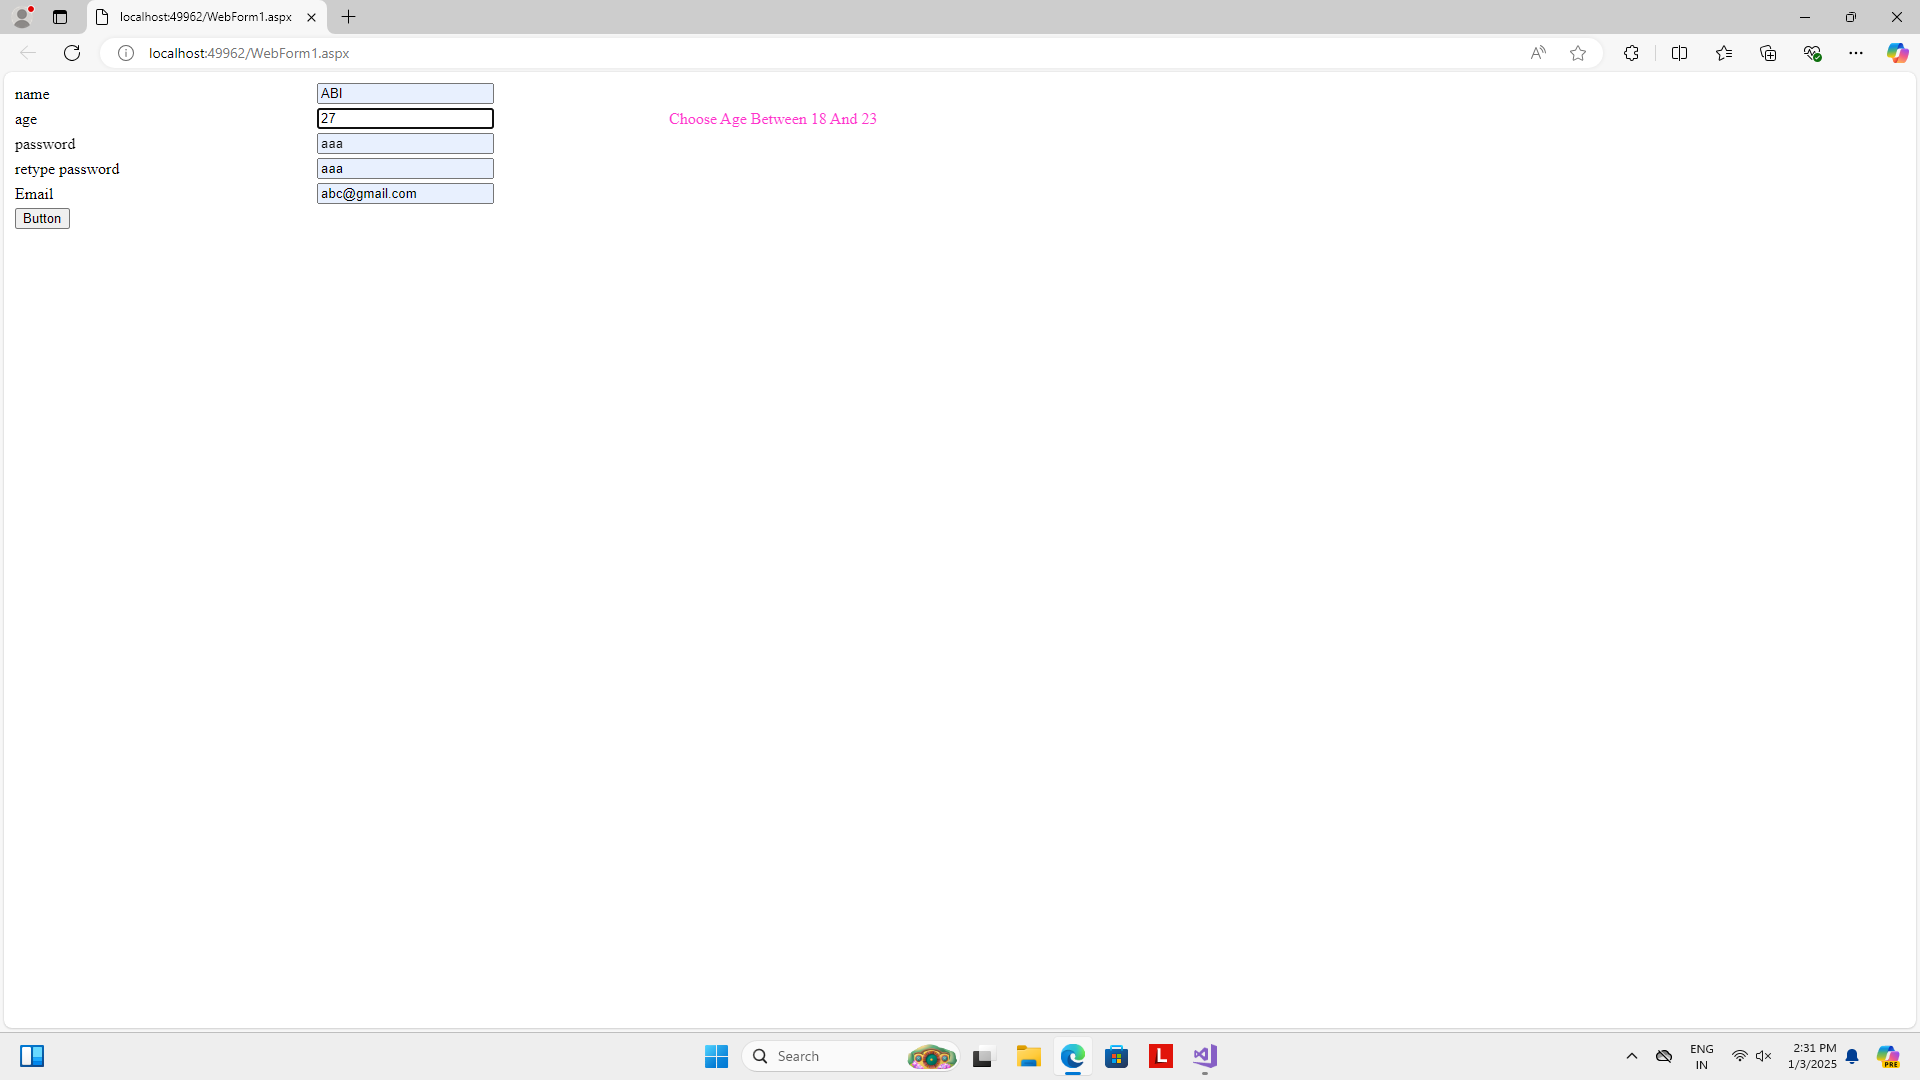 localhost:49962/WebForm1.aspx
localhost:49962/WebForm1.aspx
name ABI
age 27 Choose Age Between 18 And 23
password aaa
retype password aaa
Email abc@gmail.com
Button
Search
L
ENG
IN
2:31 PM
1/3/2025
PRE